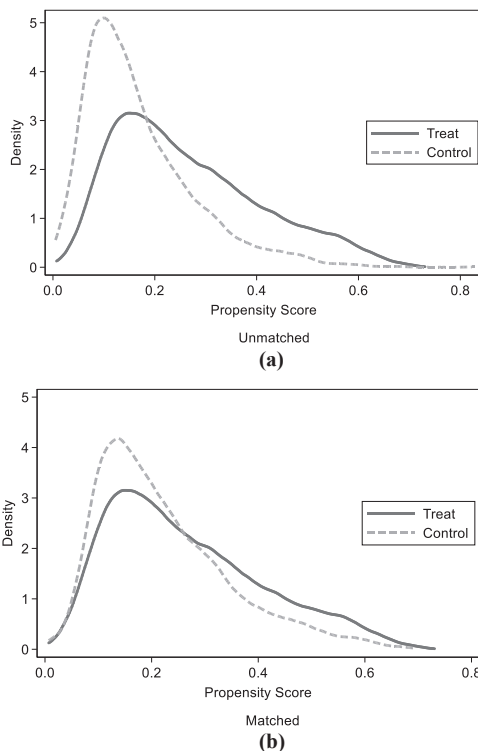 5
4
3
2
1
0
Density
Treat
Control
0.0 0.2 0.4 0.6 0.8
Propensity Score
Unmatched
(a)
5
4
3
2
1
0
Density
Treat
Control
0.0 0.2 0.4 0.6 0.8
Propensity Score
Matched
(b)